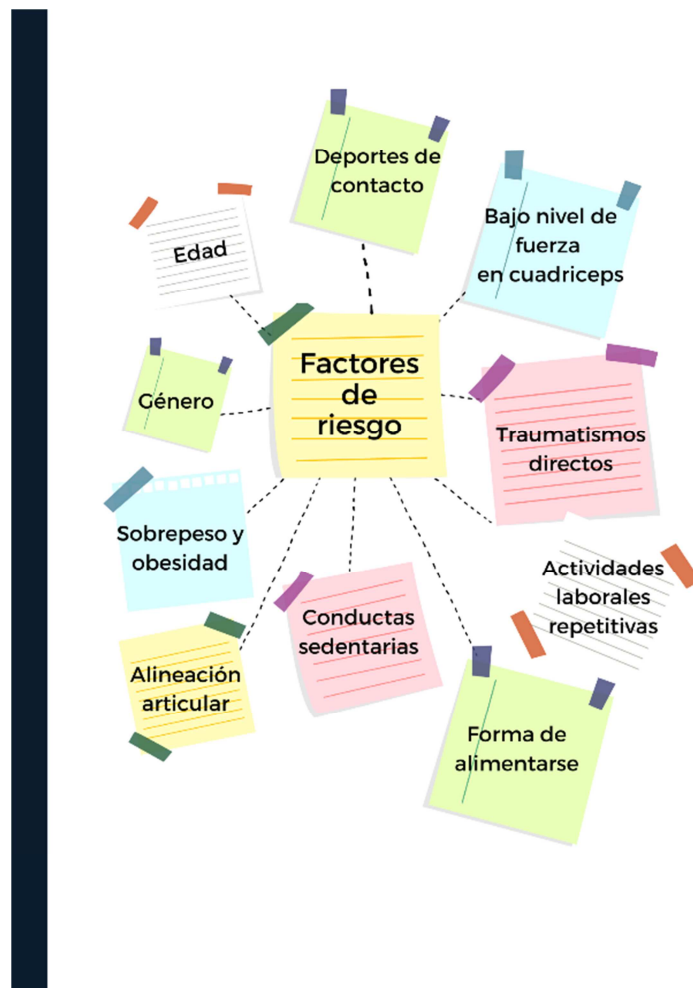 Deportes de
contacto
Bajo nivel de
fuerza
en cuadriceps
Edad
Factores
de
riesgo
Género
Traumatismos
directos
Sobrepeso y
obesidad
Actividades
laborales
repetitivas
Conductas
sedentarias
Alineación
articular
Forma de
alimentarse